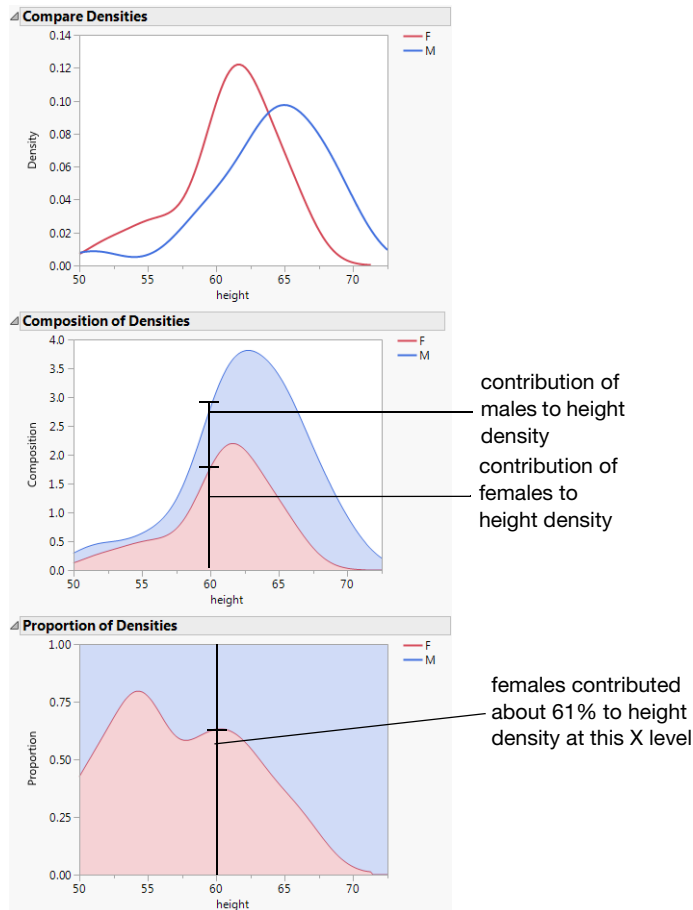 Compare Densities
F
M
0.14
0.12
0.10
0.08
0.06
0.04
0.02
0.00
Density
50 55 60 65 70
height
Composition of Densities
F
M
4.0
3.5
3.0
2.5
2.0
1.5
1.0
0.5
0.0
Composition
50 55 60 65 70
height
contribution of
males to height
density
contribution of
females to
height density
Proportion of Densities
F
M
1.00
0.75
0.50
0.25
0.00
Proportion
50 55 60 65 70
height
females contributed
about 61% to height
density at this X level